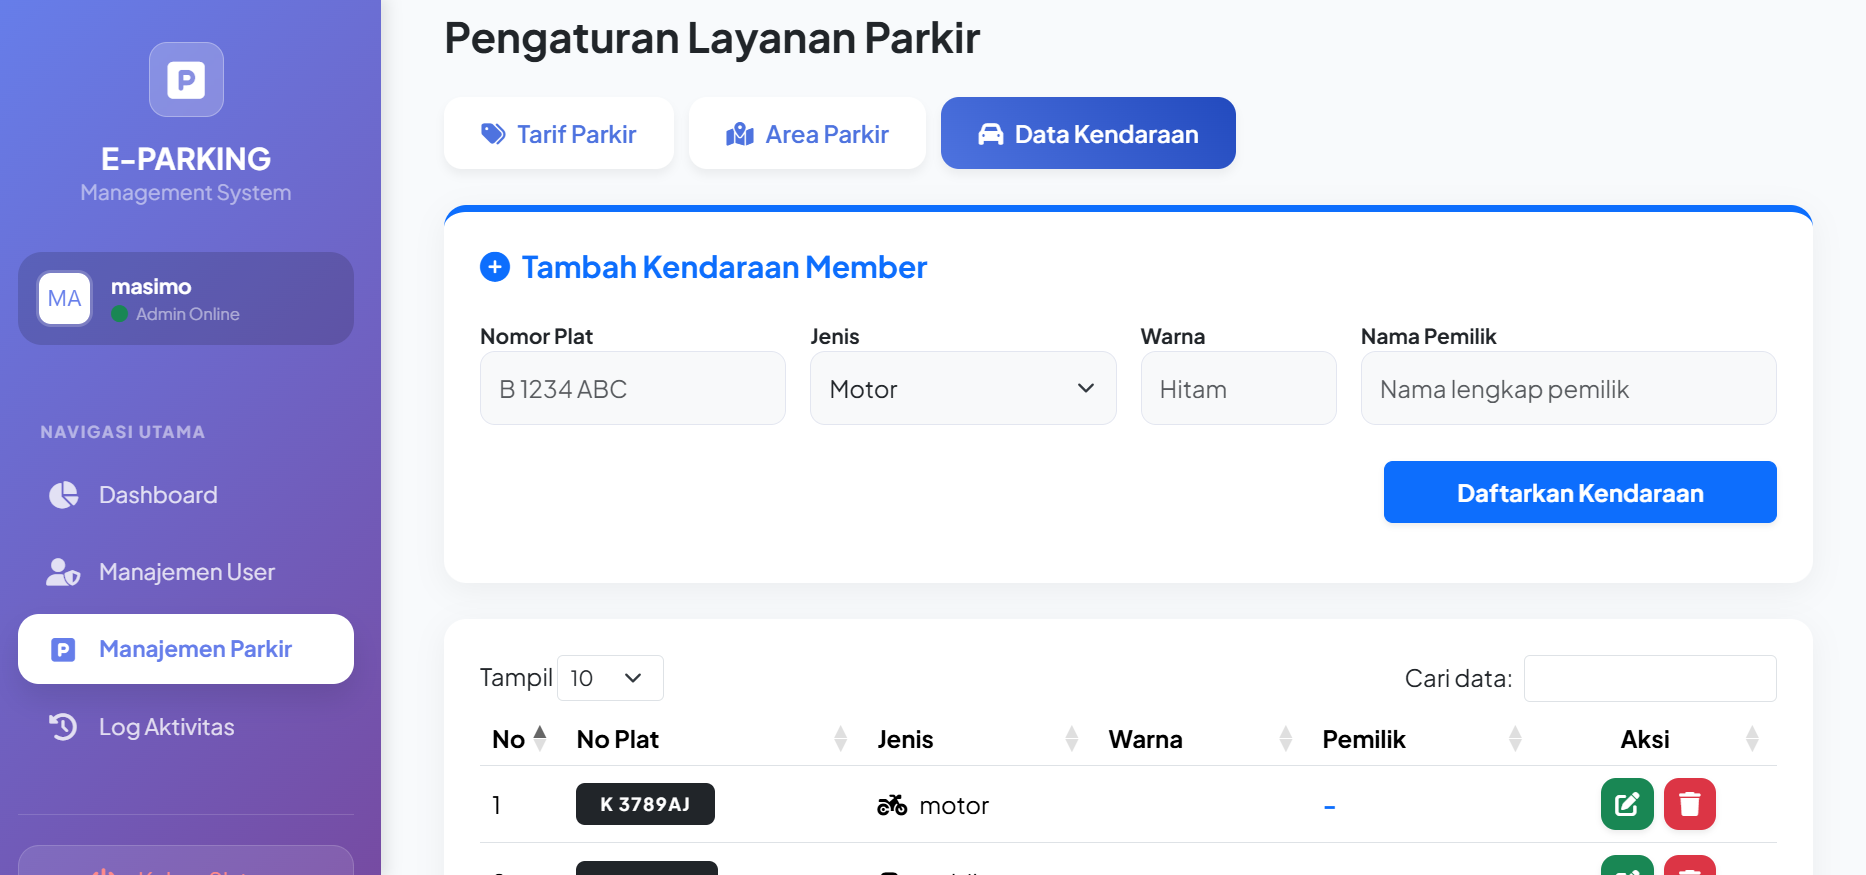 P
E-PARKING
Management System
MA
masimo
Admin Online
NAVIGASI UTAMA
Dashboard
Manajemen User
P
Manajemen Parkir
Log Aktivitas
Pengaturan Layanan Parkir
Tarif Parkir
Area Parkir
Data Kendaraan
Tambah Kendaraan Member
Nomor Plat
Jenis
Warna
Nama Pemilik
B 1234 ABC
Motor
Hitam
Nama lengkap pemilik
Daftarkan Kendaraan
Tampil 10
Cari data:
No No Plat Jenis Warna Pemilik Aksi
1 K 3789AJ motor -